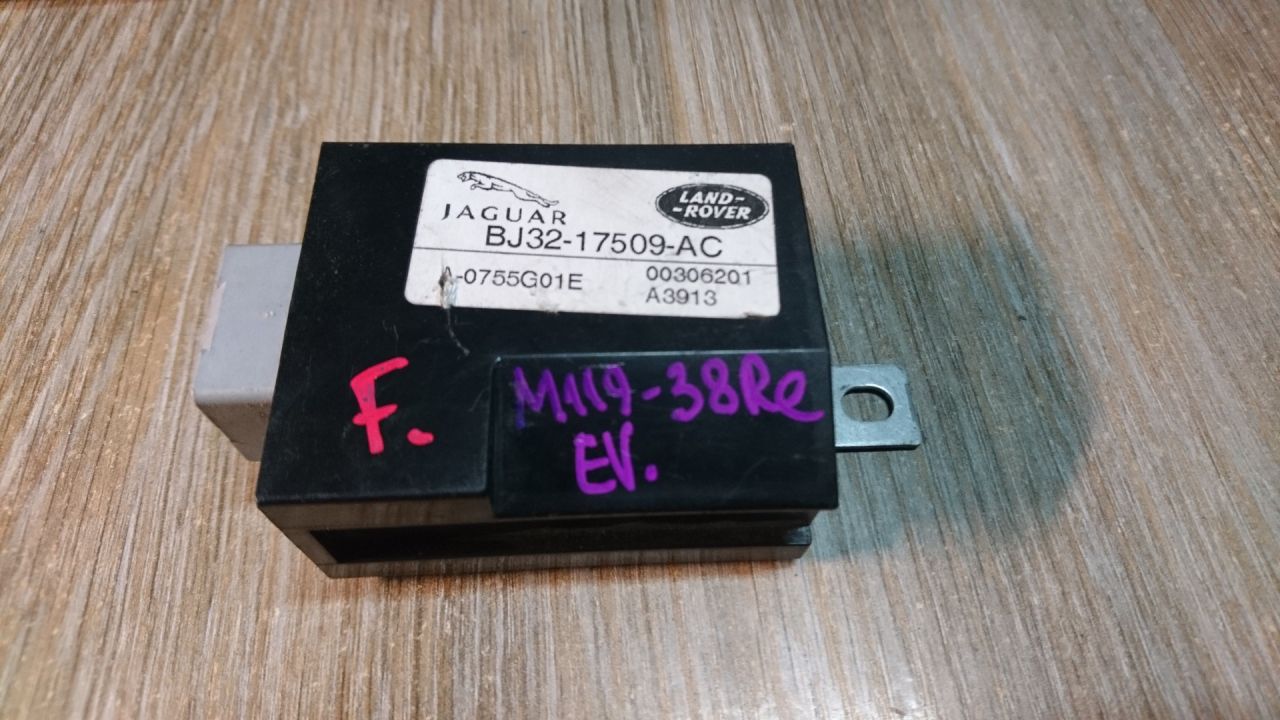 JAGUAR
LAND-
-ROVER
BJ32-17509-AC
A-0755G01E
00306201
A3913
F.
M119-38Re
EV.